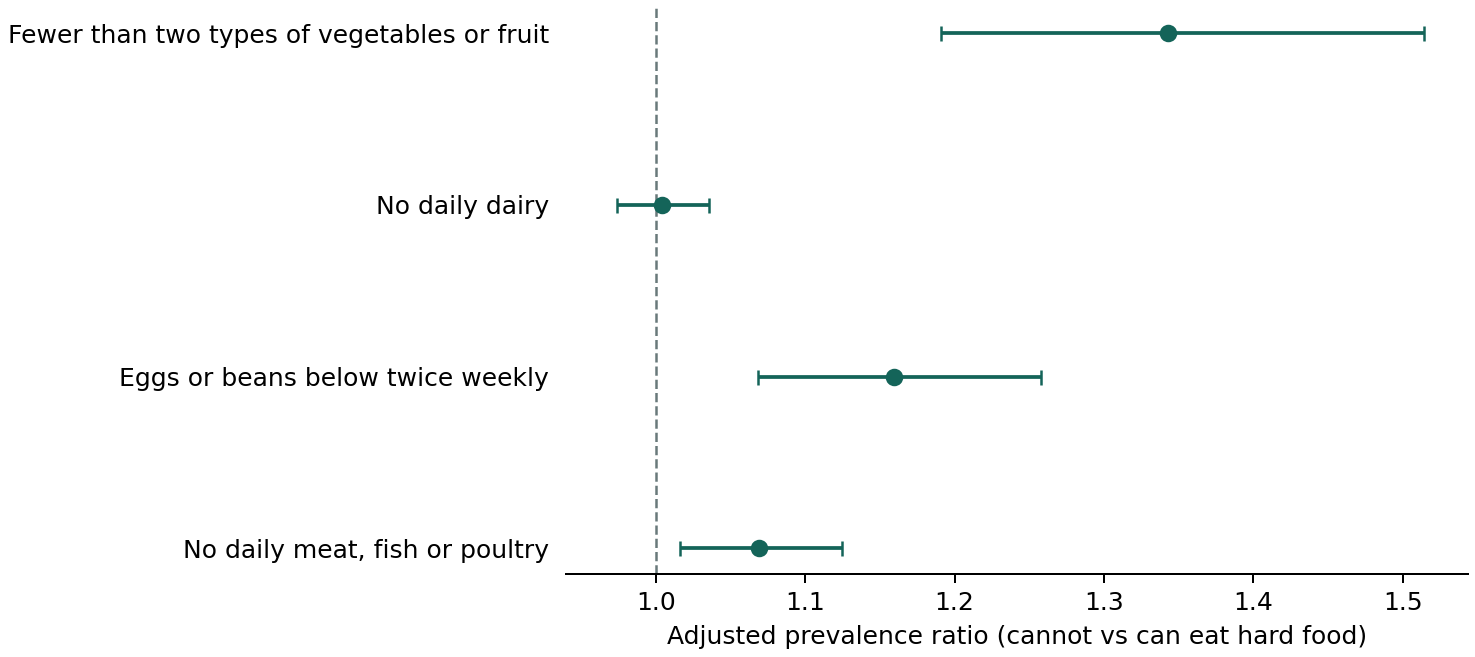 Fewer than two types of vegetables or fruit
No daily dairy
Eggs or beans below twice weekly
No daily meat, fish or poultry
1.0 1.1 1.2 1.3 1.4 1.5
Adjusted prevalence ratio (cannot vs can eat hard food)